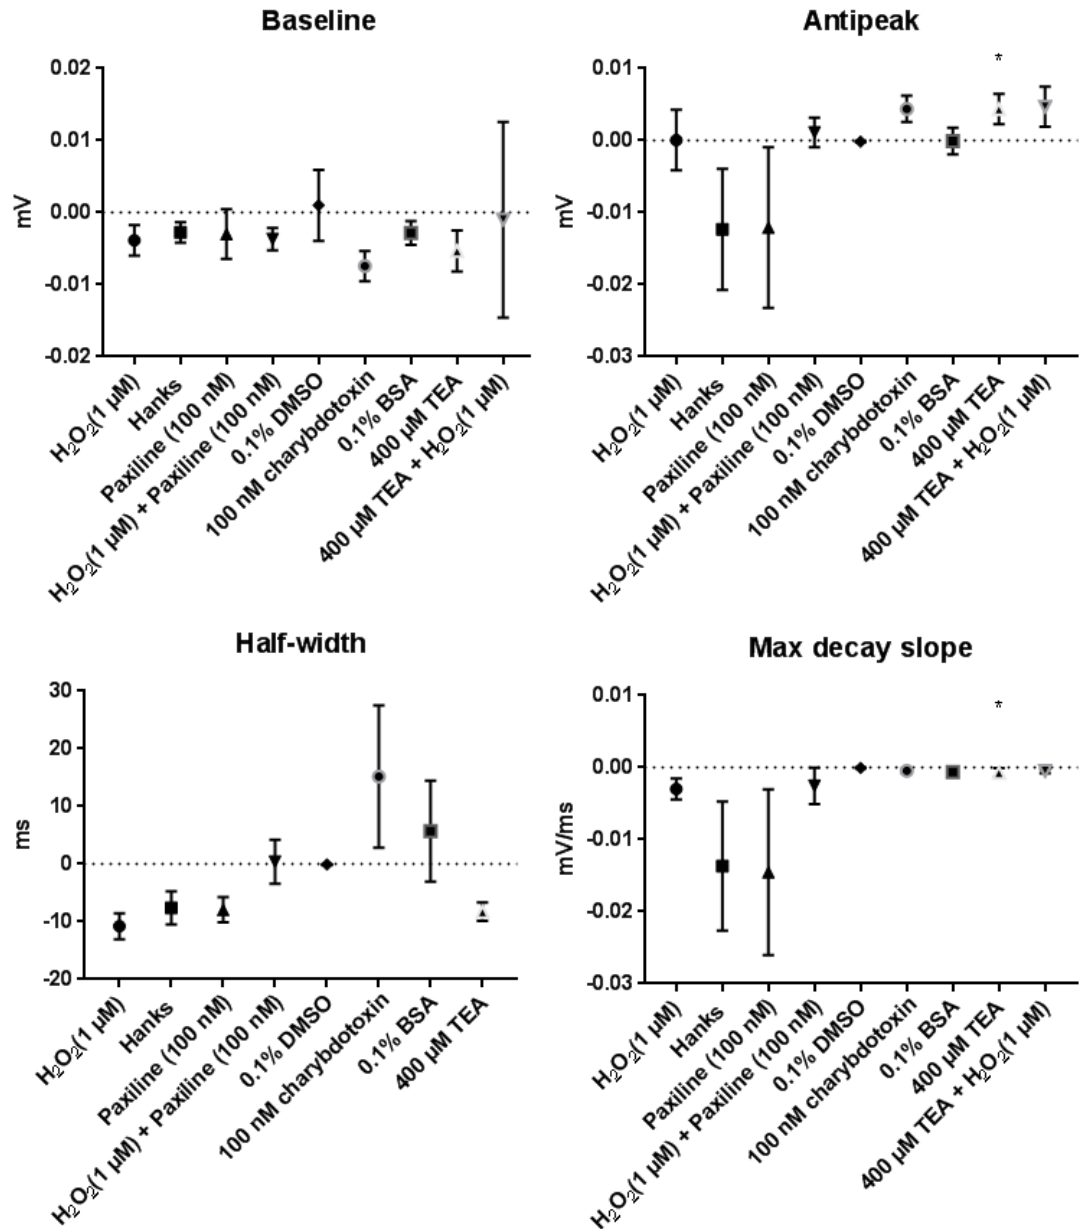 Baseline
0.02
0.01
0.00
-0.01
-0.02
mV
H₂O₂(1 µM)
Hanks
Paxiline (100 nM)
H₂O₂(1 µM) + Paxiline (100 nM)
0.1% DMSO
100 nM charybdotoxin
0.1% BSA
400 µM TEA
400 µM TEA + H₂O₂(1 µM)
Antipeak
*
0.01
0.00
-0.01
-0.02
-0.03
mV
H₂O₂(1 µM)
Hanks
Paxiline (100 nM)
H₂O₂(1 µM) + Paxiline (100 nM)
0.1% DMSO
100 nM charybdotoxin
0.1% BSA
400 µM TEA
400 µM TEA + H₂O₂(1 µM)
Half-width
30
20
10
0
-10
-20
ms
H₂O₂(1 µM)
Hanks
Paxiline (100 nM)
H₂O₂(1 µM) + Paxiline (100 nM)
0.1% DMSO
100 nM charybdotoxin
0.1% BSA
400 µM TEA
Max decay slope
*
0.01
0.00
-0.01
-0.02
-0.03
mV/ms
H₂O₂(1 µM)
Hanks
Paxiline (100 nM)
H₂O₂(1 µM) + Paxiline (100 nM)
0.1% DMSO
100 nM charybdotoxin
0.1% BSA
400 µM TEA
400 µM TEA + H₂O₂(1 µM)